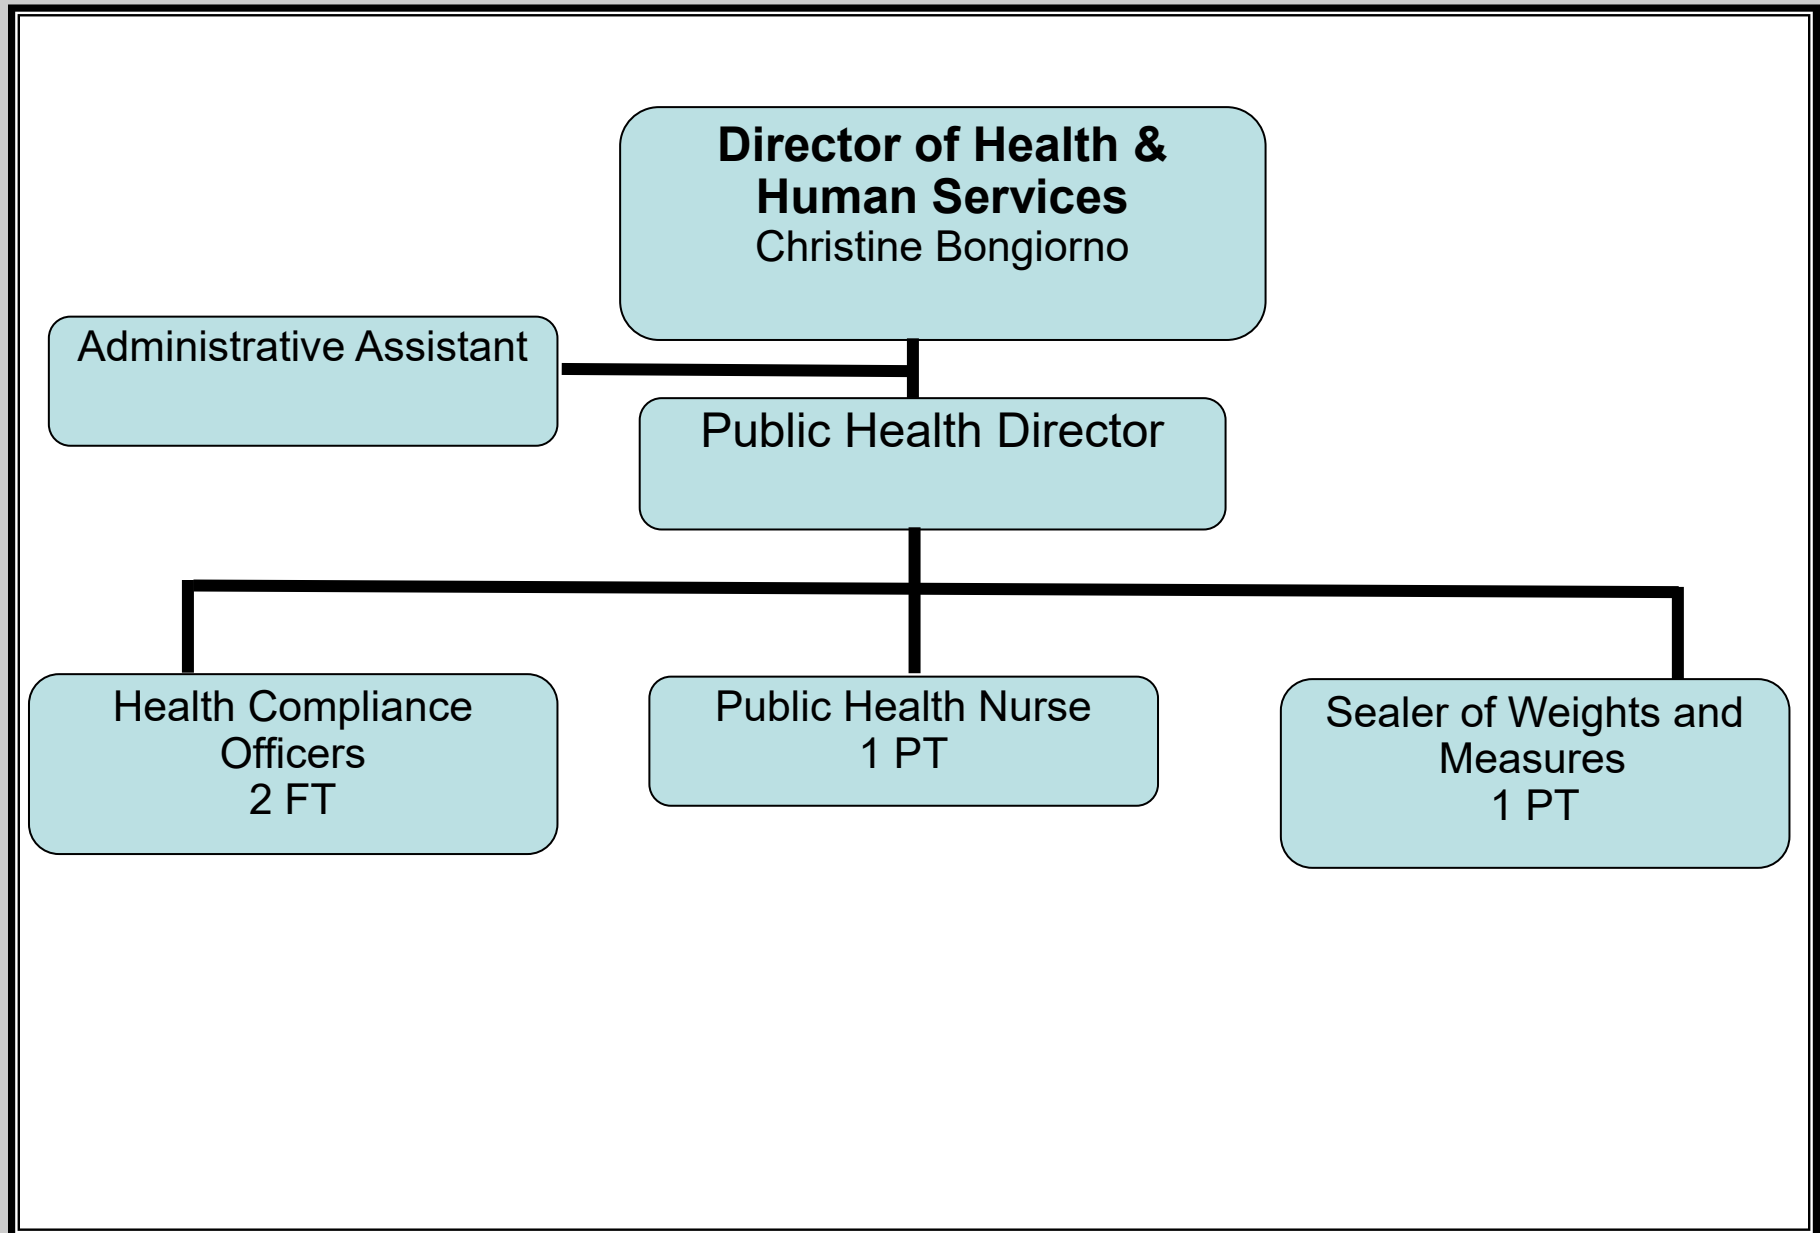 Director of Health &
Human Services
Christine Bongiorno
Administrative Assistant
Public Health Director
Health Compliance
Officers
2 FT
Public Health Nurse
1 PT
Sealer of Weights and
Measures
1 PT